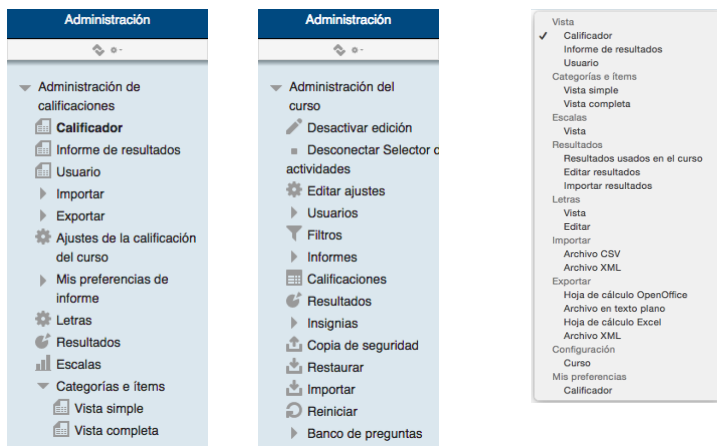 Administración
Administración de
calificaciones
Calificador
Informe de resultados
Usuario
Importar
Exportar
Ajustes de la calificación
del curso
Mis preferencias de
informe
Letras
Resultados
Escalas
Categorías e ítems
Vista simple
Vista completa
Administración
Administración del
curso
Desactivar edición
Desconectar Selector d
actividades
Editar ajustes
Usuarios
Filtros
Informes
Calificaciones
Resultados
Insignias
Copia de seguridad
Restaurar
Importar
Reiniciar
Banco de preguntas
Vista
Calificador
Informe de resultados
Usuario
Categorías e ítems
Vista simple
Vista completa
Escalas
Vista
Resultados
Resultados usados en el curso
Editar resultados
Importar resultados
Letras
Vista
Editar
Importar
Archivo CSV
Archivo XML
Exportar
Hoja de cálculo OpenOffice
Archivo en texto plano
Hoja de cálculo Excel
Archivo XML
Configuración
Curso
Mis preferencias
Calificador